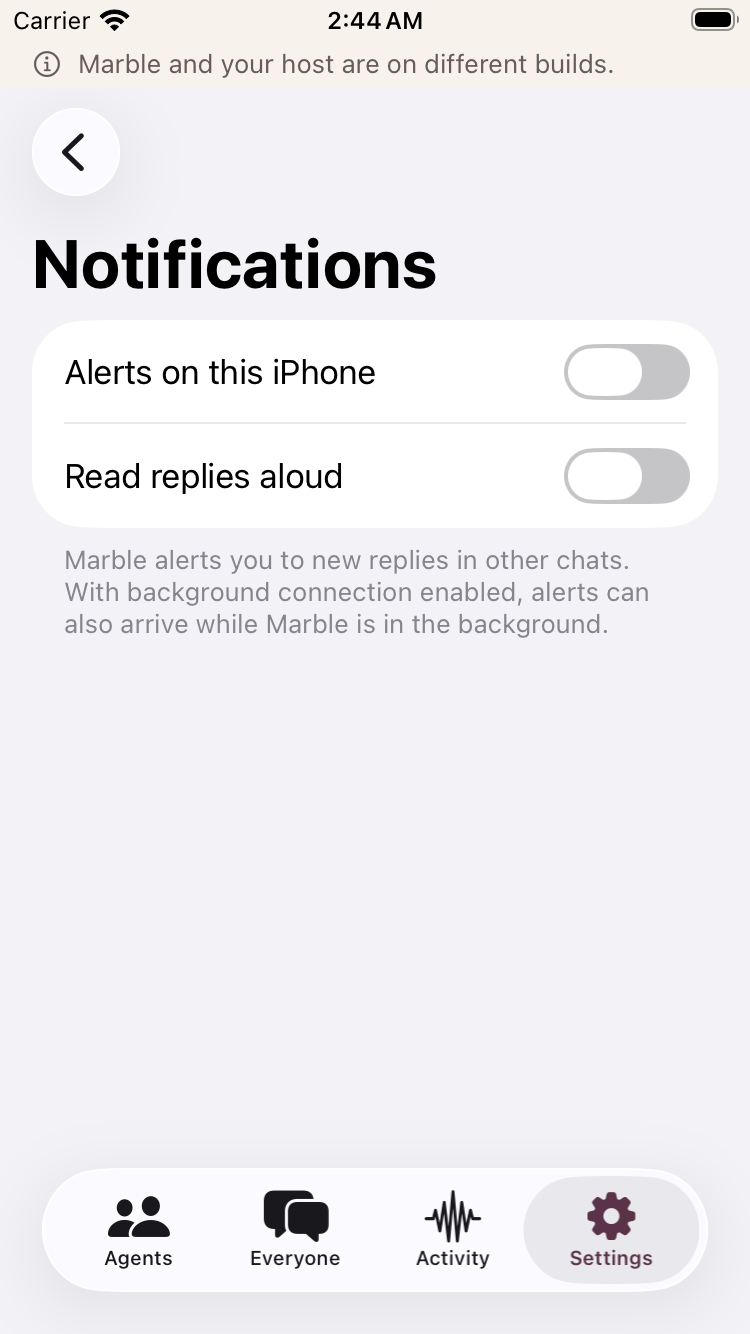 Carrier 2:44 AM
Marble and your host are on different builds.
Notifications
Alerts on this iPhone
Read replies aloud
Marble alerts you to new replies in other chats.
With background connection enabled, alerts can
also arrive while Marble is in the background.
Agents Everyone Activity Settings